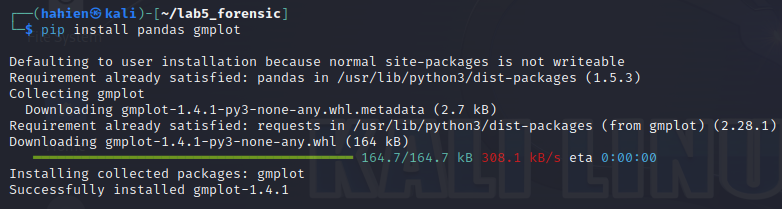 ┌──(hahien㉿kali)-[~/lab5_forensic]
└─$ pip install pandas gmplot
Defaulting to user installation because normal site-packages is not writeable
Requirement already satisfied: pandas in /usr/lib/python3/dist-packages (1.5.3)
Collecting gmplot
  Downloading gmplot-1.4.1-py3-none-any.whl.metadata (2.7 kB)
Requirement already satisfied: requests in /usr/lib/python3/dist-packages (from gmplot) (2.28.1)
Downloading gmplot-1.4.1-py3-none-any.whl (164 kB)
164.7/164.7 kB 308.1 kB/s eta 0:00:00
Installing collected packages: gmplot
Successfully installed gmplot-1.4.1
KALI LINU